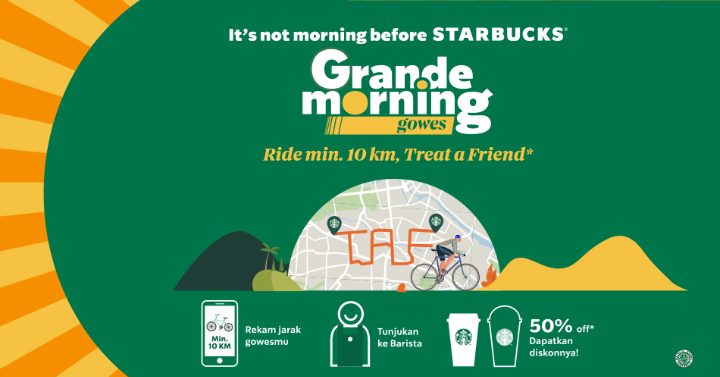 It's not morning before STARBUCKS®
Grande
morning
gowes
Ride min. 10 km, Treat a Friend*
TAF
Min.
10 KM
Rekam jarak
gowesmu
Tunjukan
ke Barista
50% off*
Dapatkan
diskonnya!